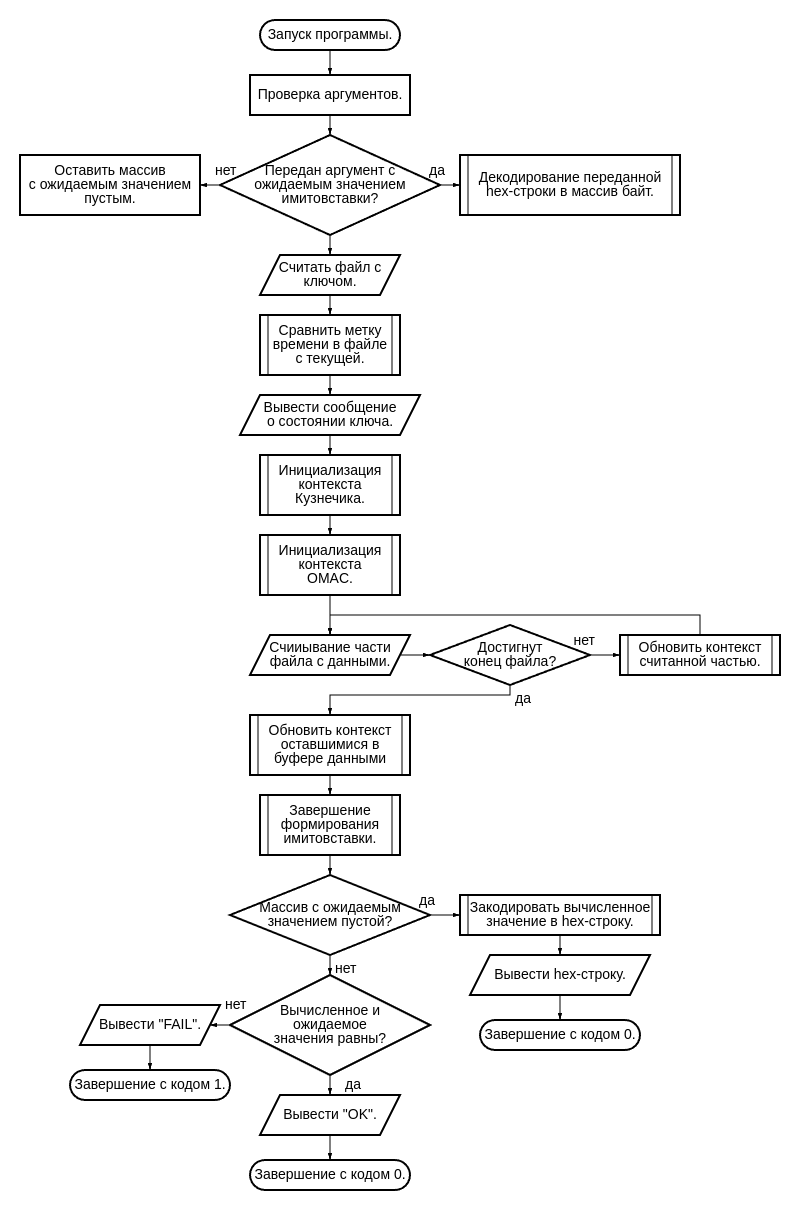 Запуск программы.
Проверка аргументов.
нет
Передан аргумент с
ожидаемым значением
имитовставки?
да
Оставить массив
с ожидаемым значением
пустым.
Декодирование переданной
hex-строки в массив байт.
Считать файл с
ключом.
Сравнить метку
времени в файле
с текущей.
Вывести сообщение
о состоянии ключа.
Инициализация
контекста
Кузнечика.
Инициализация
контекста
OMAC.
Счииывание части
файла с данными.
Достигнут
конец файла?
нет
Обновить контекст
считанной частью.
да
Обновить контекст
оставшимися в
буфере данными
Завершение
формирования
имитовставки.
Массив с ожидаемым
значением пустой?
да
Закодировать вычисленное
значение в hex-строку.
нет
Вывести hex-строку.
Завершение с кодом 0.
Вычисленное и
ожидаемое
значения равны?
нет
Вывести "FAIL".
Завершение с кодом 1.
да
Вывести "OK".
Завершение с кодом 0.